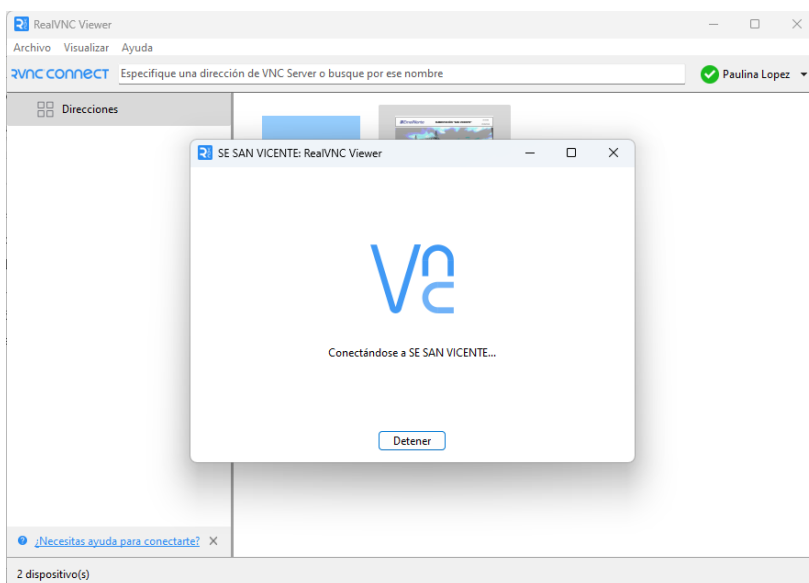 RealVNC Viewer
Archivo Visualizar Ayuda
RVNC CONNECT Especifique una dirección de VNC Server o busque por ese nombre Paulina Lopez
Direcciones
SE SAN VICENTE: RealVNC Viewer
Vnc
Conectándose a SE SAN VICENTE...
Detener
¿Necesitas ayuda para conectarte?
2 dispositivo(s)